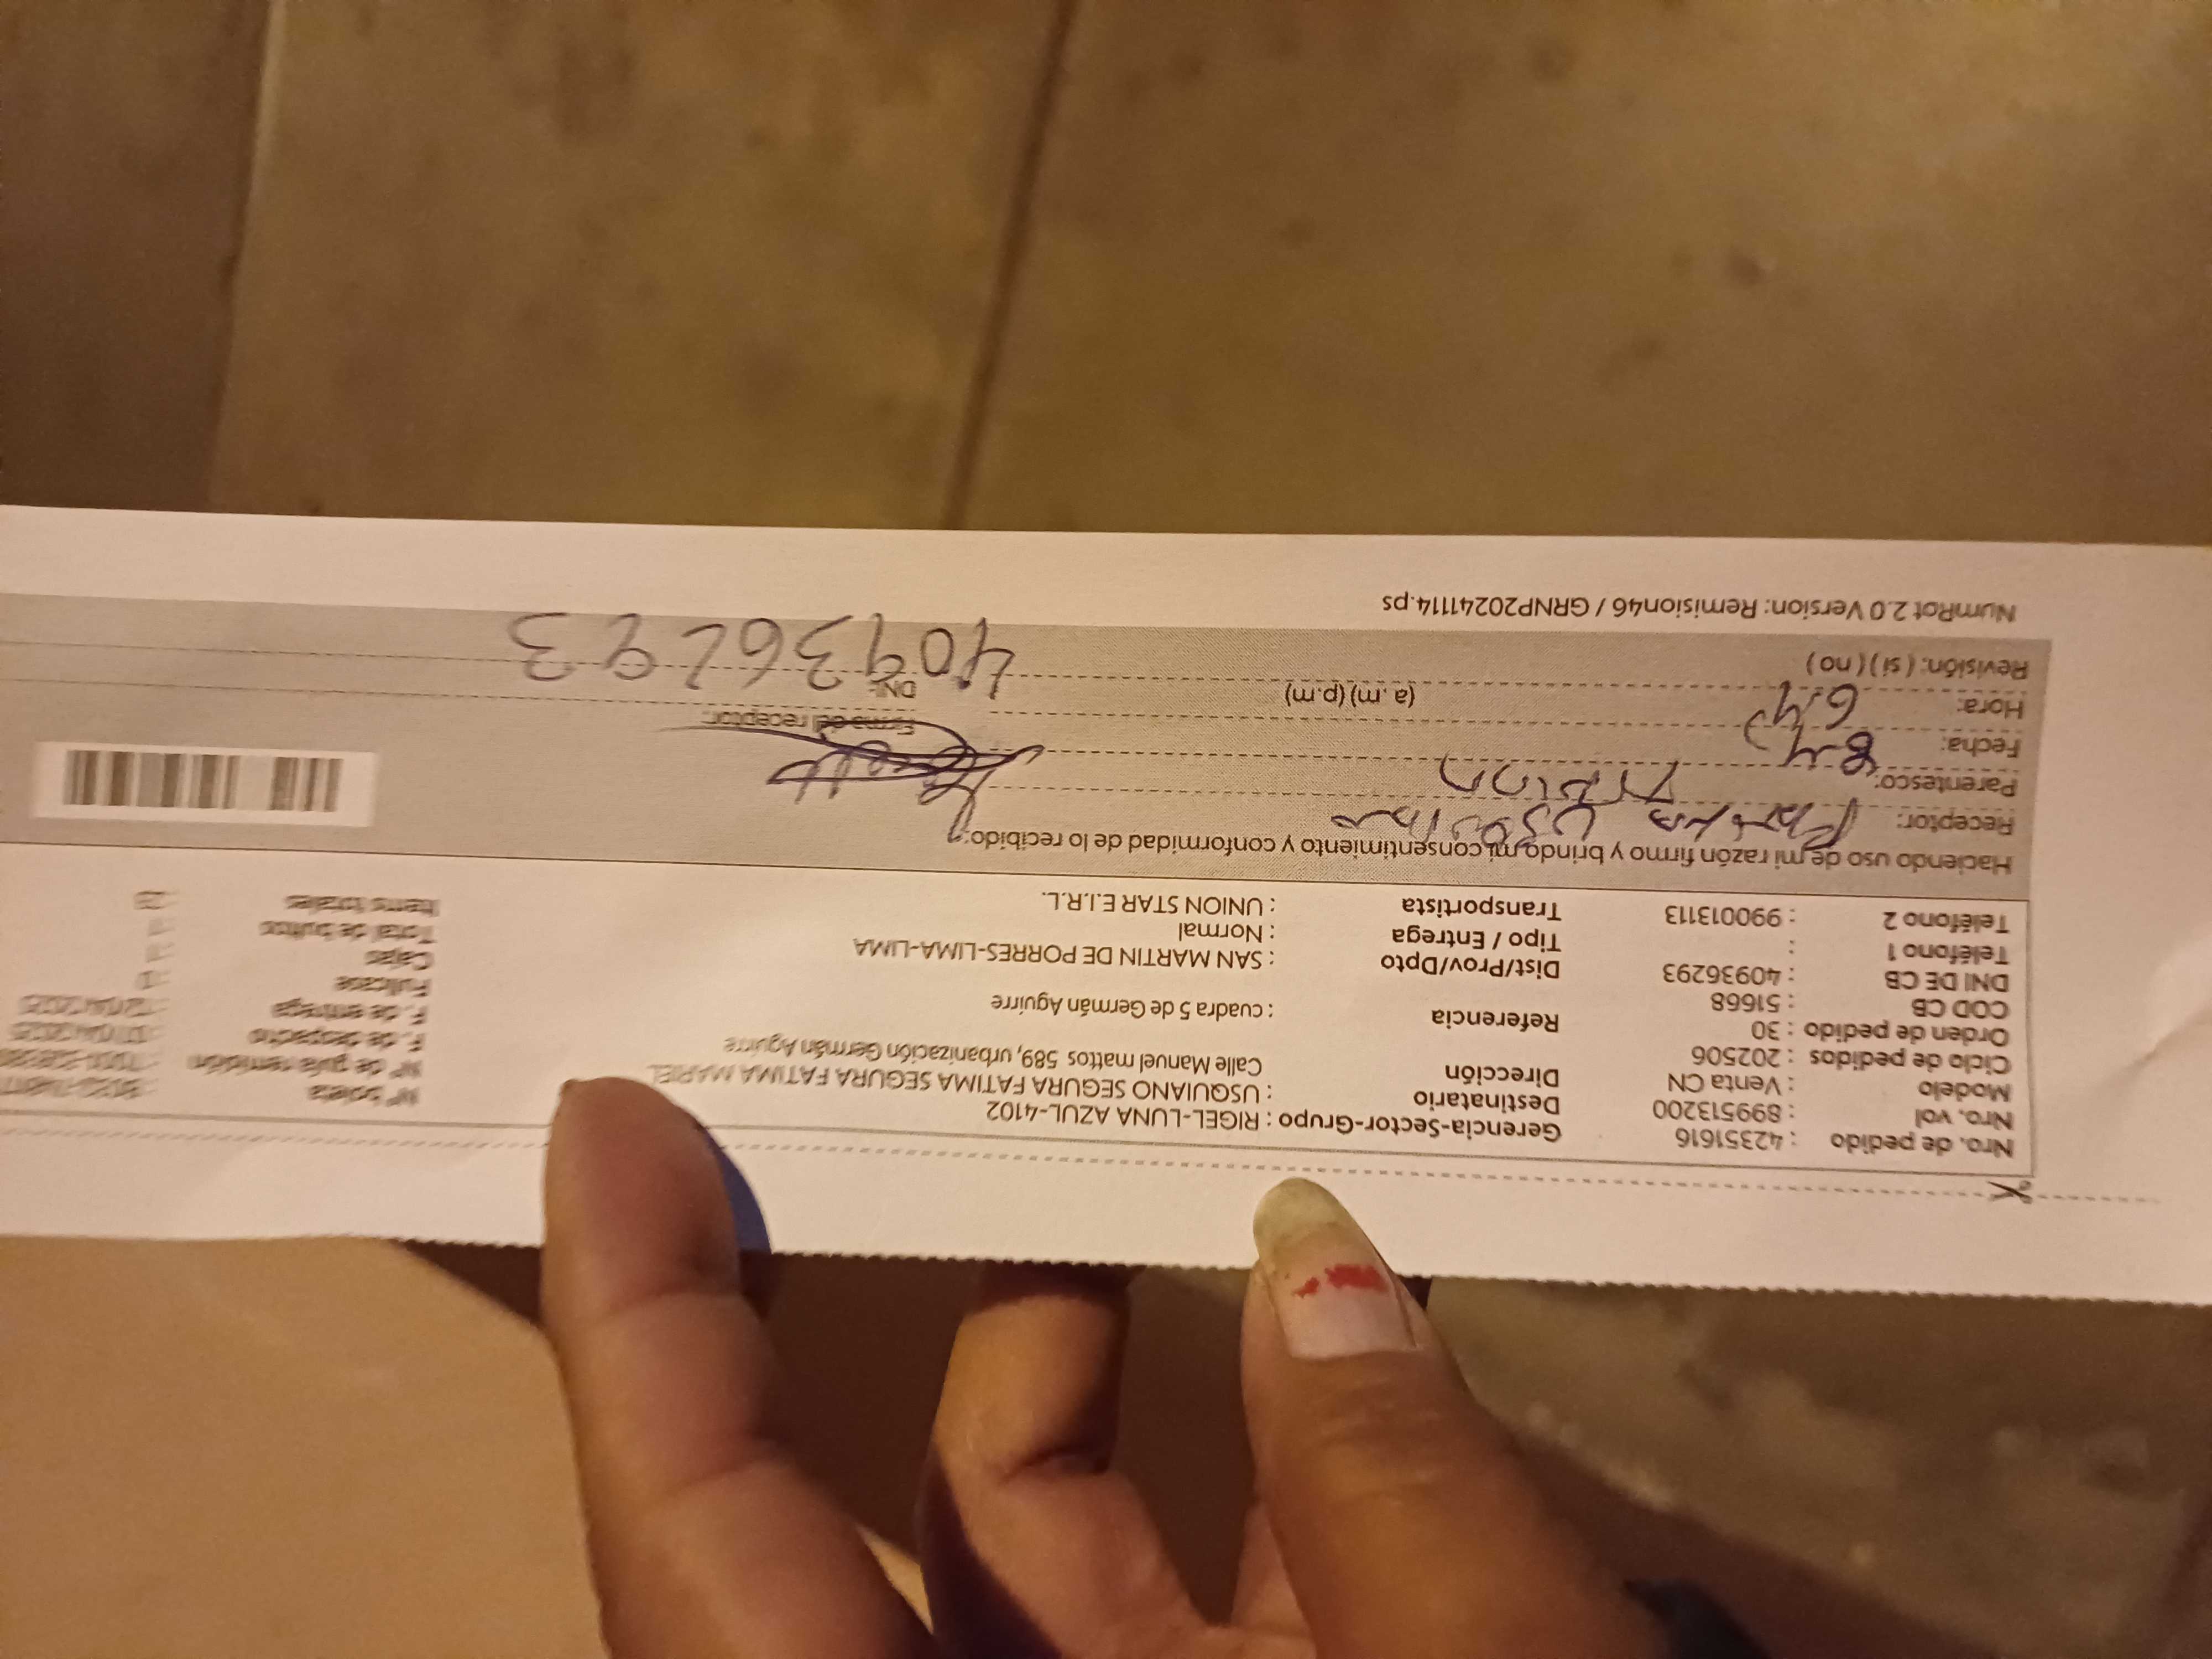 Nro. de pedido : 42351616 Gerencia-Sector-Grupo : RIGEL-LUNA AZUL-4102
Nro. vol : 899513200 Destinatario : USQUIANO SEGURA FATIMA SEGURA FATIMA MARIEL Nº boleta
Modelo : Venta CN Dirección Calle Manuel mattos 589, urbanización Germán Aguirre Nº de guía remisión
Ciclo de pedidos : 202506 F. de despacho
Orden de pedido : 30 Referencia : cuadra 5 de Germán Aguirre F. de entrega
COD CB : 51668 Fullcase
DNI DE CB : 40936293 Dist/Prov/Dpto : SAN MARTIN DE PORRES-LIMA-LIMA Cajas
Teléfono 1 : Tipo / Entrega : Normal Total de bultos
Teléfono 2 : 990013113 Transportista : UNION STAR E.I.R.L. Items totales
Haciendo uso de mi razón firmo y brindo mi consentimiento y conformidad de lo recibido:
Receptor:
Parentesco:
Fecha: Firma del receptor:
Hora: (a.m) (p.m) DNI: 40936293
Revisión: ( si ) ( no )
NumRot 2.0 Version: Remision46 / GRNP20241114.ps